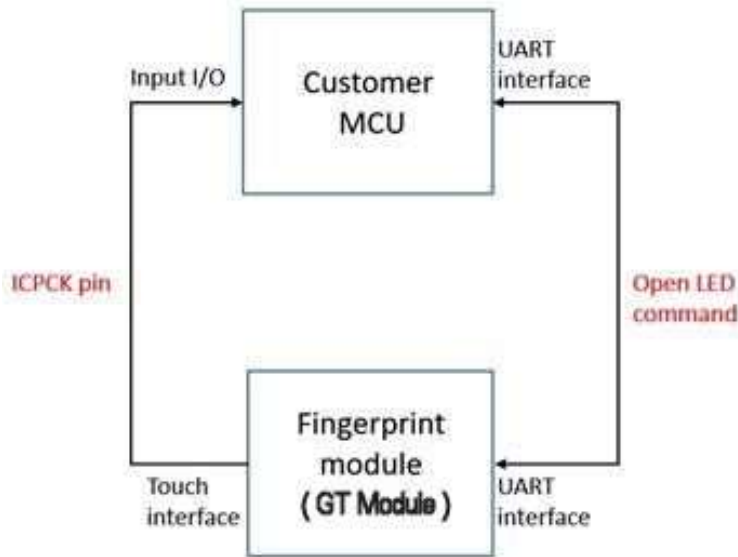 Input I/O
Customer
MCU
UART
interface
ICPCK pin
Open LED
command
Fingerprint
module
( GT Module )
Touch
interface
UART
interface